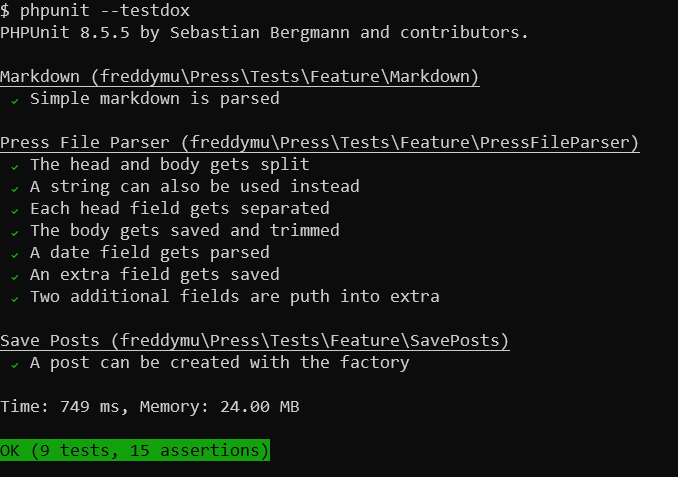 $ phpunit --testdox
PHPUnit 8.5.5 by Sebastian Bergmann and contributors.
Markdown (freddymu\Press\Tests\Feature\Markdown)
✓ Simple markdown is parsed
Press File Parser (freddymu\Press\Tests\Feature\PressFileParser)
✓ The head and body gets split
✓ A string can also be used instead
✓ Each head field gets separated
✓ The body gets saved and trimmed
✓ A date field gets parsed
✓ An extra field gets saved
✓ Two additional fields are puth into extra
Save Posts (freddymu\Press\Tests\Feature\SavePosts)
✓ A post can be created with the factory
Time: 749 ms, Memory: 24.00 MB
OK (9 tests, 15 assertions)